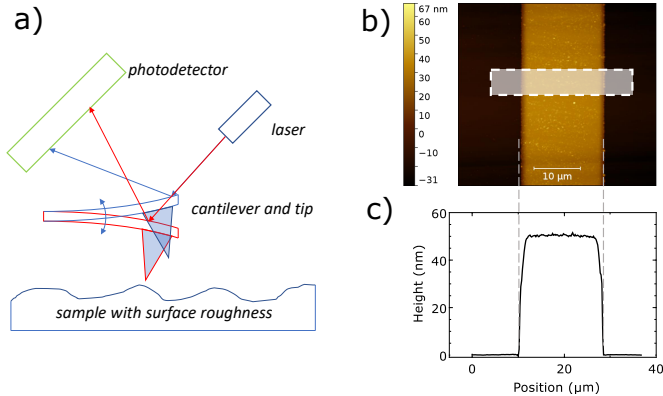 a)
photodetector
laser
cantilever and tip
sample with surface roughness
b)
67 nm
60
50
40
30
20
10
0
−10
−31
10 μm
c)
Height (nm)
60
40
20
0
0
20
40
Position (μm)